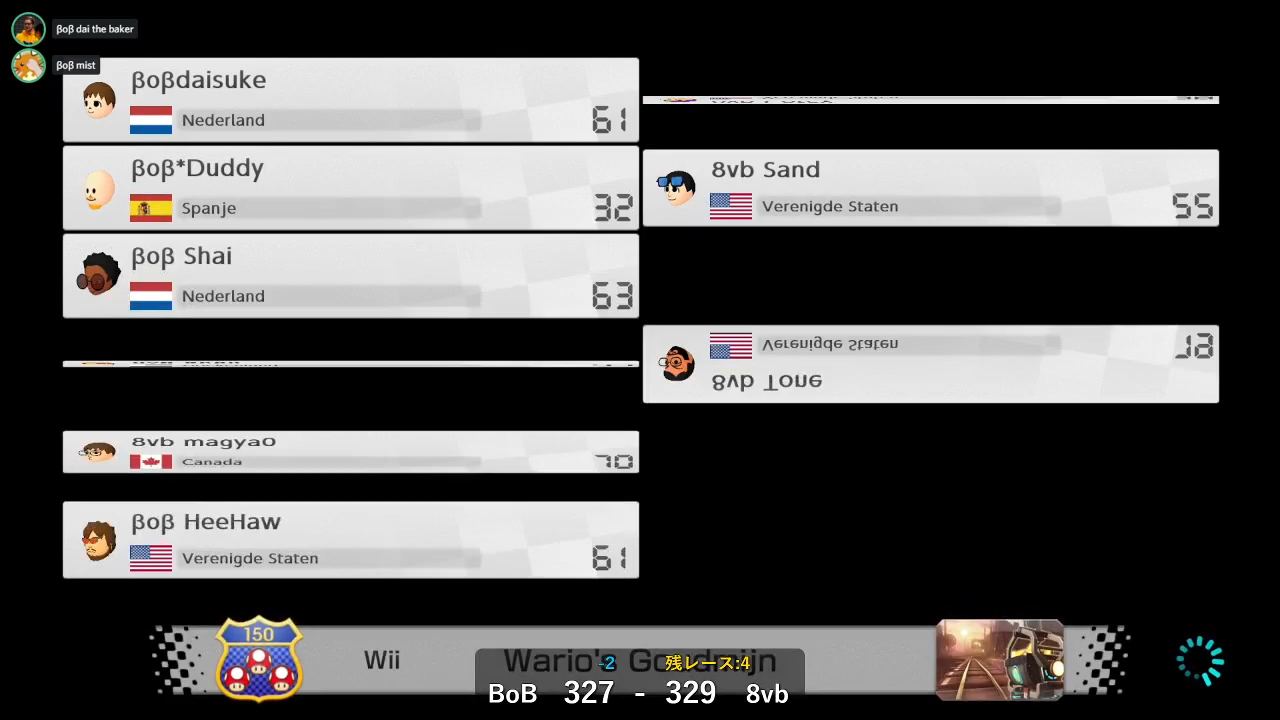 βoβ dai the baker
βoβ mist
βoβdaisuke
Nederland
61
βoβ*Duddy
Spanje
32
8vb Sand
Verenigde Staten
55
βoβ Shai
Nederland
63
Verenigde Staten
8vb Tone
8vb magya0
Canada
70
βoβ HeeHaw
Verenigde Staten
61
150
Wii
Wario's Goudmijn
-2 残レース:4
BoB 327 - 329 8vb